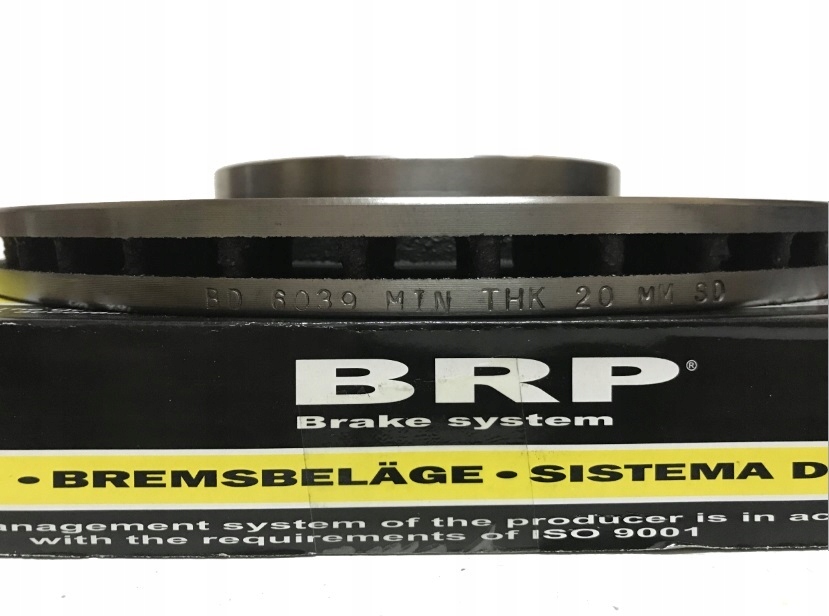 BD 6039 MIN THK 20 MM SD
BRP®
Brake system
• BREMSBELÄGE • SISTEMA D
anagement system of the producer is in ac
with the requirements of ISO 9001